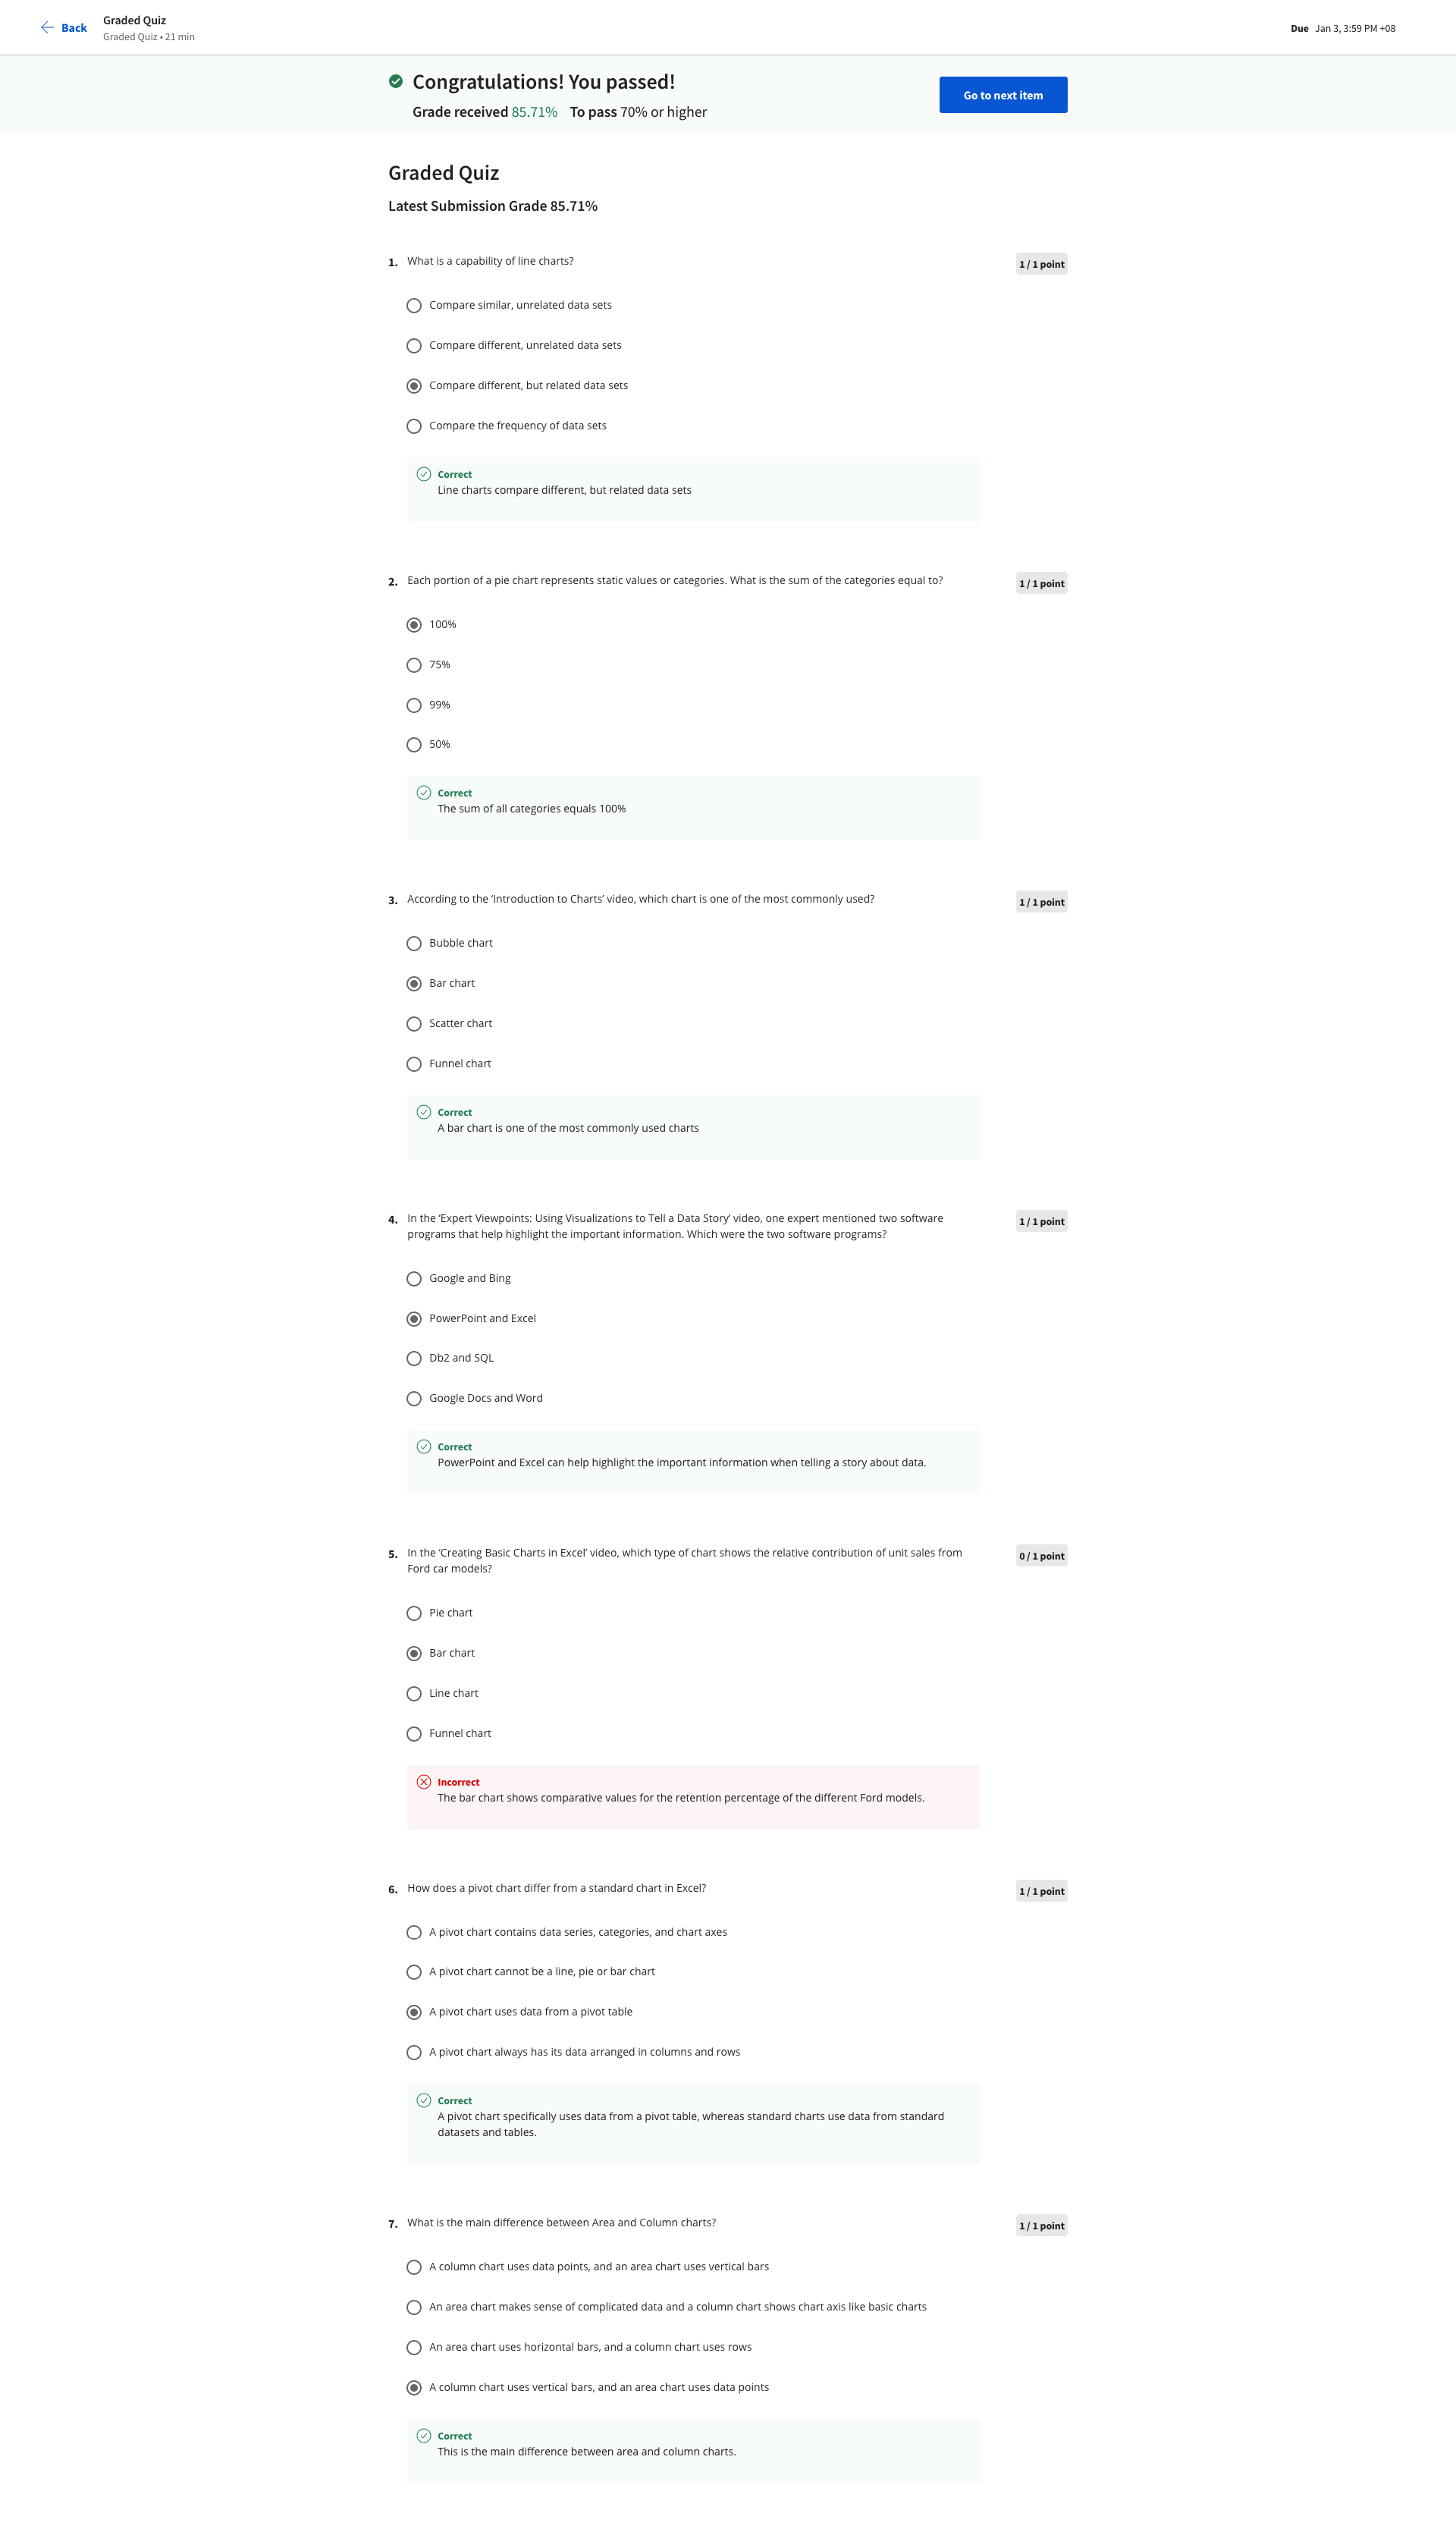 Back
Graded Quiz
Graded Quiz • 21 min
Due Jan 3, 3:59 PM +08
Congratulations! You passed!
Grade received 85.71% To pass 70% or higher
Go to next item
Graded Quiz
Latest Submission Grade 85.71%
1. What is a capability of line charts?
1 / 1 point
Compare similar, unrelated data sets
Compare different, unrelated data sets
Compare different, but related data sets
Compare the frequency of data sets
Correct
Line charts compare different, but related data sets
2. Each portion of a pie chart represents static values or categories. What is the sum of the categories equal to?
1 / 1 point
100%
75%
99%
50%
Correct
The sum of all categories equals 100%
3. According to the ‘Introduction to Charts’ video, which chart is one of the most commonly used?
1 / 1 point
Bubble chart
Bar chart
Scatter chart
Funnel chart
Correct
A bar chart is one of the most commonly used charts
4. In the ‘Expert Viewpoints: Using Visualizations to Tell a Data Story’ video, one expert mentioned two software
programs that help highlight the important information. Which were the two software programs?
1 / 1 point
Google and Bing
PowerPoint and Excel
Db2 and SQL
Google Docs and Word
Correct
PowerPoint and Excel can help highlight the important information when telling a story about data.
5. In the ‘Creating Basic Charts in Excel’ video, which type of chart shows the relative contribution of unit sales from
Ford car models?
0 / 1 point
Pie chart
Bar chart
Line chart
Funnel chart
Incorrect
The bar chart shows comparative values for the retention percentage of the different Ford models.
6. How does a pivot chart differ from a standard chart in Excel?
1 / 1 point
A pivot chart contains data series, categories, and chart axes
A pivot chart cannot be a line, pie or bar chart
A pivot chart uses data from a pivot table
A pivot chart always has its data arranged in columns and rows
Correct
A pivot chart specifically uses data from a pivot table, whereas standard charts use data from standard
datasets and tables.
7. What is the main difference between Area and Column charts?
1 / 1 point
A column chart uses data points, and an area chart uses vertical bars
An area chart makes sense of complicated data and a column chart shows chart axis like basic charts
An area chart uses horizontal bars, and a column chart uses rows
A column chart uses vertical bars, and an area chart uses data points
Correct
This is the main difference between area and column charts.